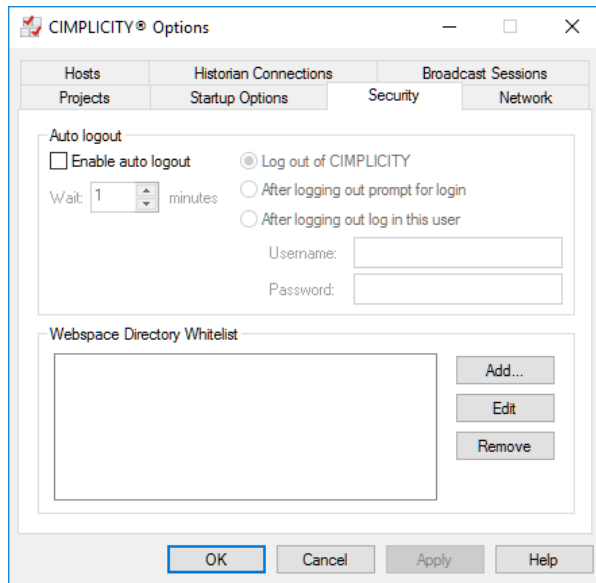 CIMPLICITY® Options
Hosts Historian Connections Broadcast Sessions
Projects Startup Options Security Network
Auto logout
Enable auto logout Log out of CIMPLICITY
Wait: 1 minutes After logging out prompt for login
After logging out log in this user
Username:
Password:
Webspace Directory Whitelist
Add...
Edit
Remove
OK Cancel Apply Help